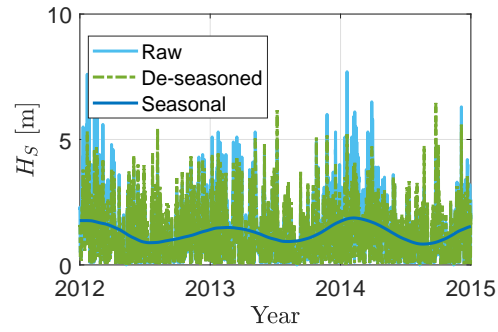 10
Raw
De-seasoned
Seasonal
5
H_S [m]
0
2012 2013 2014 2015
Year